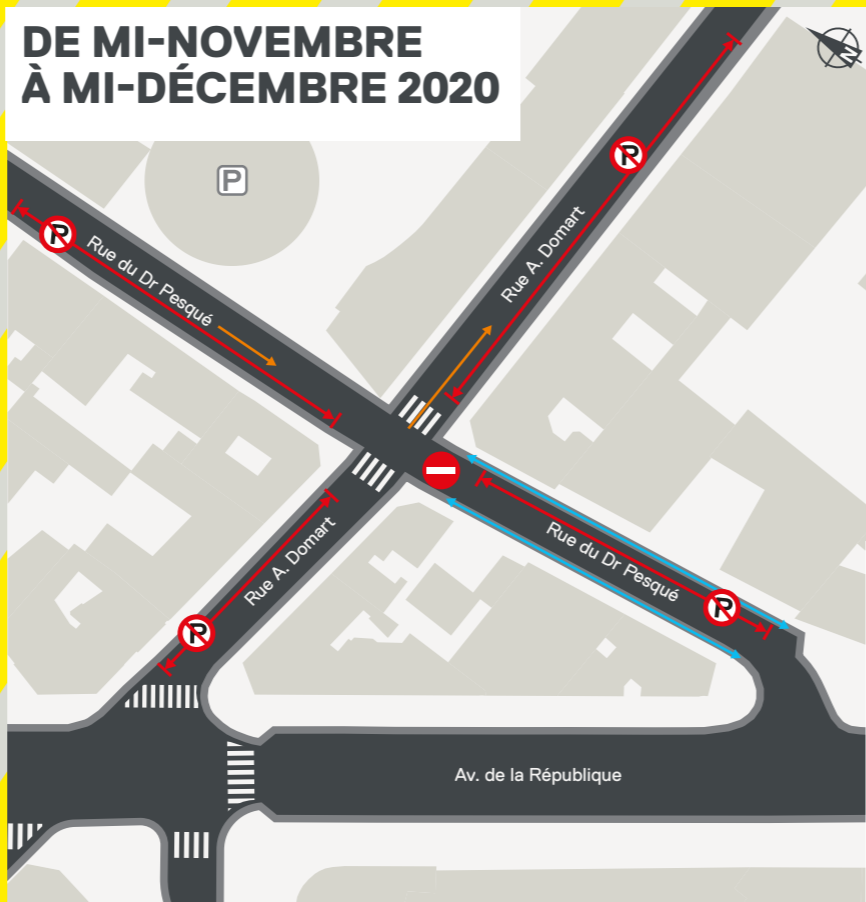 DE MI-NOVEMBRE
À MI-DÉCEMBRE 2020
N
P
P
P
Rue du Dr Pesqué
Rue A. Domart
Rue A. Domart
Rue du Dr Pesqué
P
P
Av. de la République